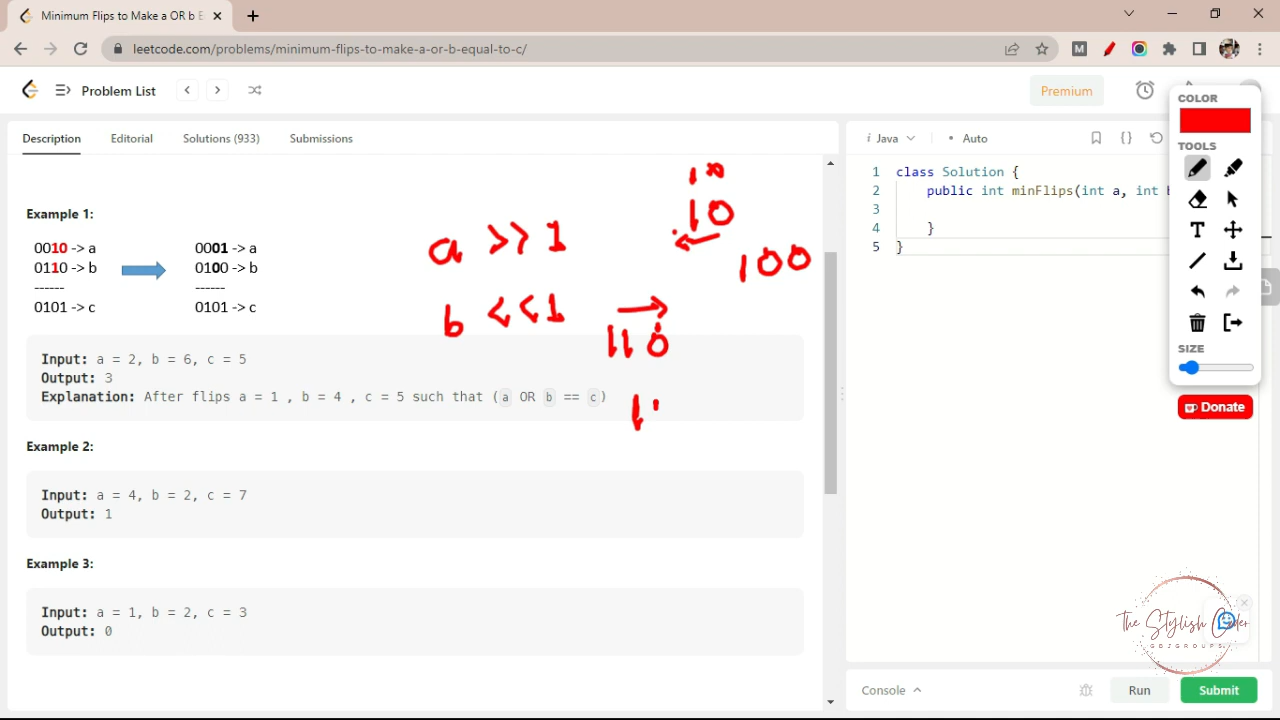 Minimum Flips to Make a OR b E
leetcode.com/problems/minimum-flips-to-make-a-or-b-equal-to-c/
Problem List
Premium
Description
Editorial
Solutions (933)
Submissions
Example 1:
0010 -> a
0110 -> b
------
0101 -> c
0001 -> a
0100 -> b
------
0101 -> c
a >> 1
b << 1
10
10
100
110
Input: a = 2, b = 6, c = 5
Output: 3
Explanation: After flips a = 1 , b = 4 , c = 5 such that (a OR b == c)
Example 2:
Input: a = 4, b = 2, c = 7
Output: 1
Example 3:
Input: a = 1, b = 2, c = 3
Output: 0
i Java
• Auto
{}
1 class Solution {
2 public int minFlips(int a, int
3
4 }
5 }
COLOR
TOOLS
T
SIZE
Donate
The Stylish Coder
Console
Run
Submit